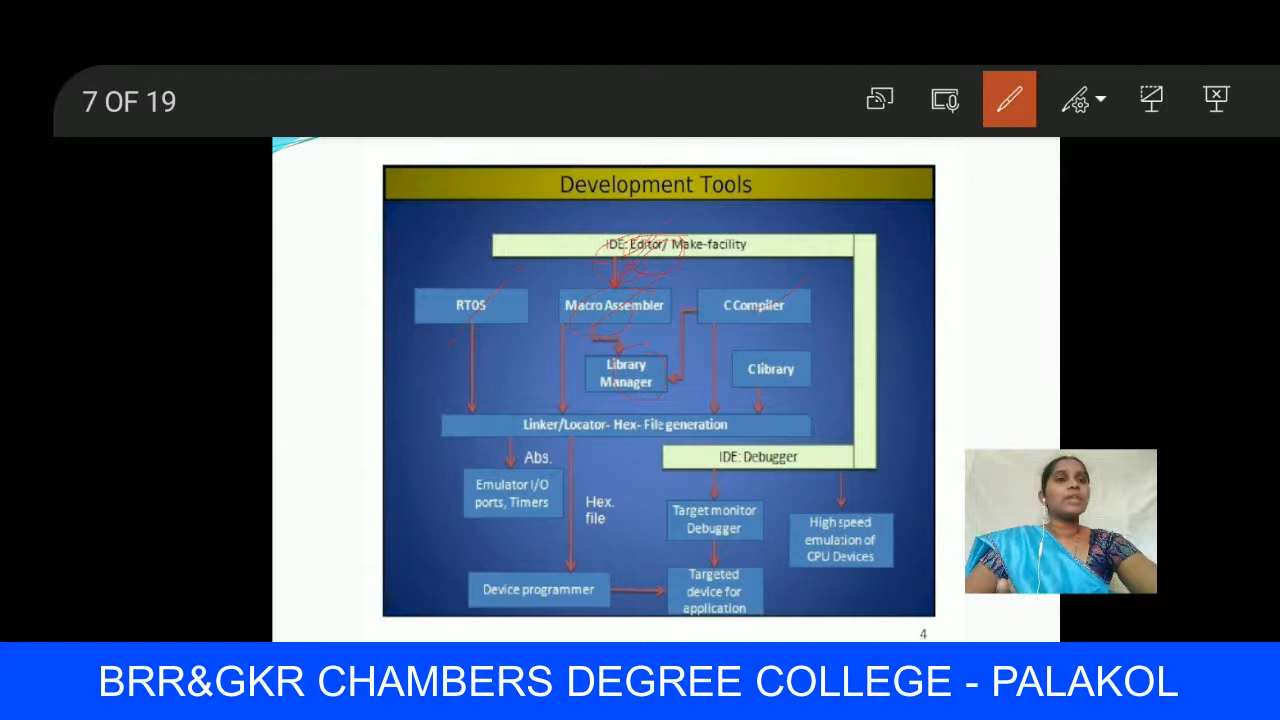 7 OF 19
Development Tools
IDE: Editor/ Make-facility
RTOS
Macro Assembler
C Compiler
Library
Manager
C library
Linker/Locator- Hex- File generation
IDE: Debugger
Abs.
Emulator I/O
ports, Timers
Hex.
file
Target monitor
Debugger
High speed
emulation of
CPU Devices
Device programmer
Targeted
device for
application
4
BRR&GKR CHAMBERS DEGREE COLLEGE - PALAKOL